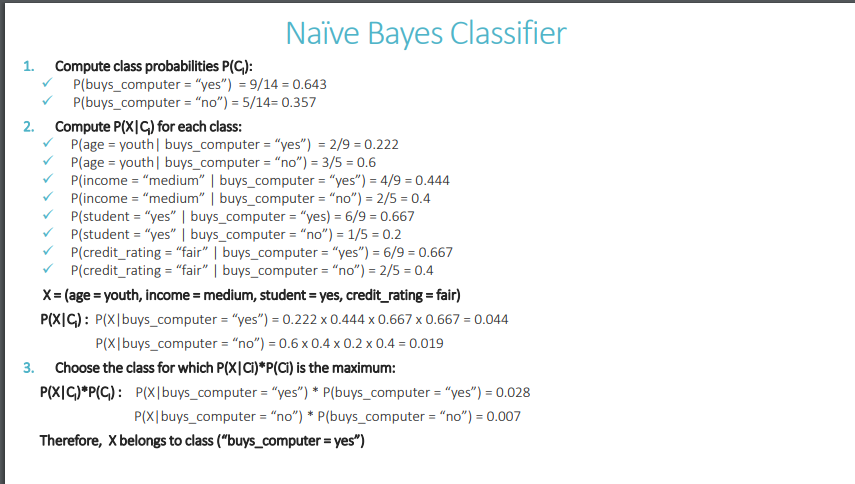 Naïve Bayes Classifier
1. Compute class probabilities P(Cᵢ):
✓ P(buys_computer = “yes”) = 9/14 = 0.643
✓ P(buys_computer = “no”) = 5/14= 0.357
2. Compute P(X|Cᵢ) for each class:
✓ P(age = youth| buys_computer = “yes”) = 2/9 = 0.222
✓ P(age = youth| buys_computer = “no”) = 3/5 = 0.6
✓ P(income = “medium” | buys_computer = “yes”) = 4/9 = 0.444
✓ P(income = “medium” | buys_computer = “no”) = 2/5 = 0.4
✓ P(student = “yes” | buys_computer = “yes) = 6/9 = 0.667
✓ P(student = “yes” | buys_computer = “no”) = 1/5 = 0.2
✓ P(credit_rating = “fair” | buys_computer = “yes”) = 6/9 = 0.667
✓ P(credit_rating = “fair” | buys_computer = “no”) = 2/5 = 0.4
X = (age = youth, income = medium, student = yes, credit_rating = fair)
P(X|Cᵢ) : P(X|buys_computer = “yes”) = 0.222 x 0.444 x 0.667 x 0.667 = 0.044
P(X|buys_computer = “no”) = 0.6 x 0.4 x 0.2 x 0.4 = 0.019
3. Choose the class for which P(X|Ci)*P(Ci) is the maximum:
P(X|Cᵢ)*P(Cᵢ) : P(X|buys_computer = “yes”) * P(buys_computer = “yes”) = 0.028
P(X|buys_computer = “no”) * P(buys_computer = “no”) = 0.007
Therefore, X belongs to class (“buys_computer = yes”)